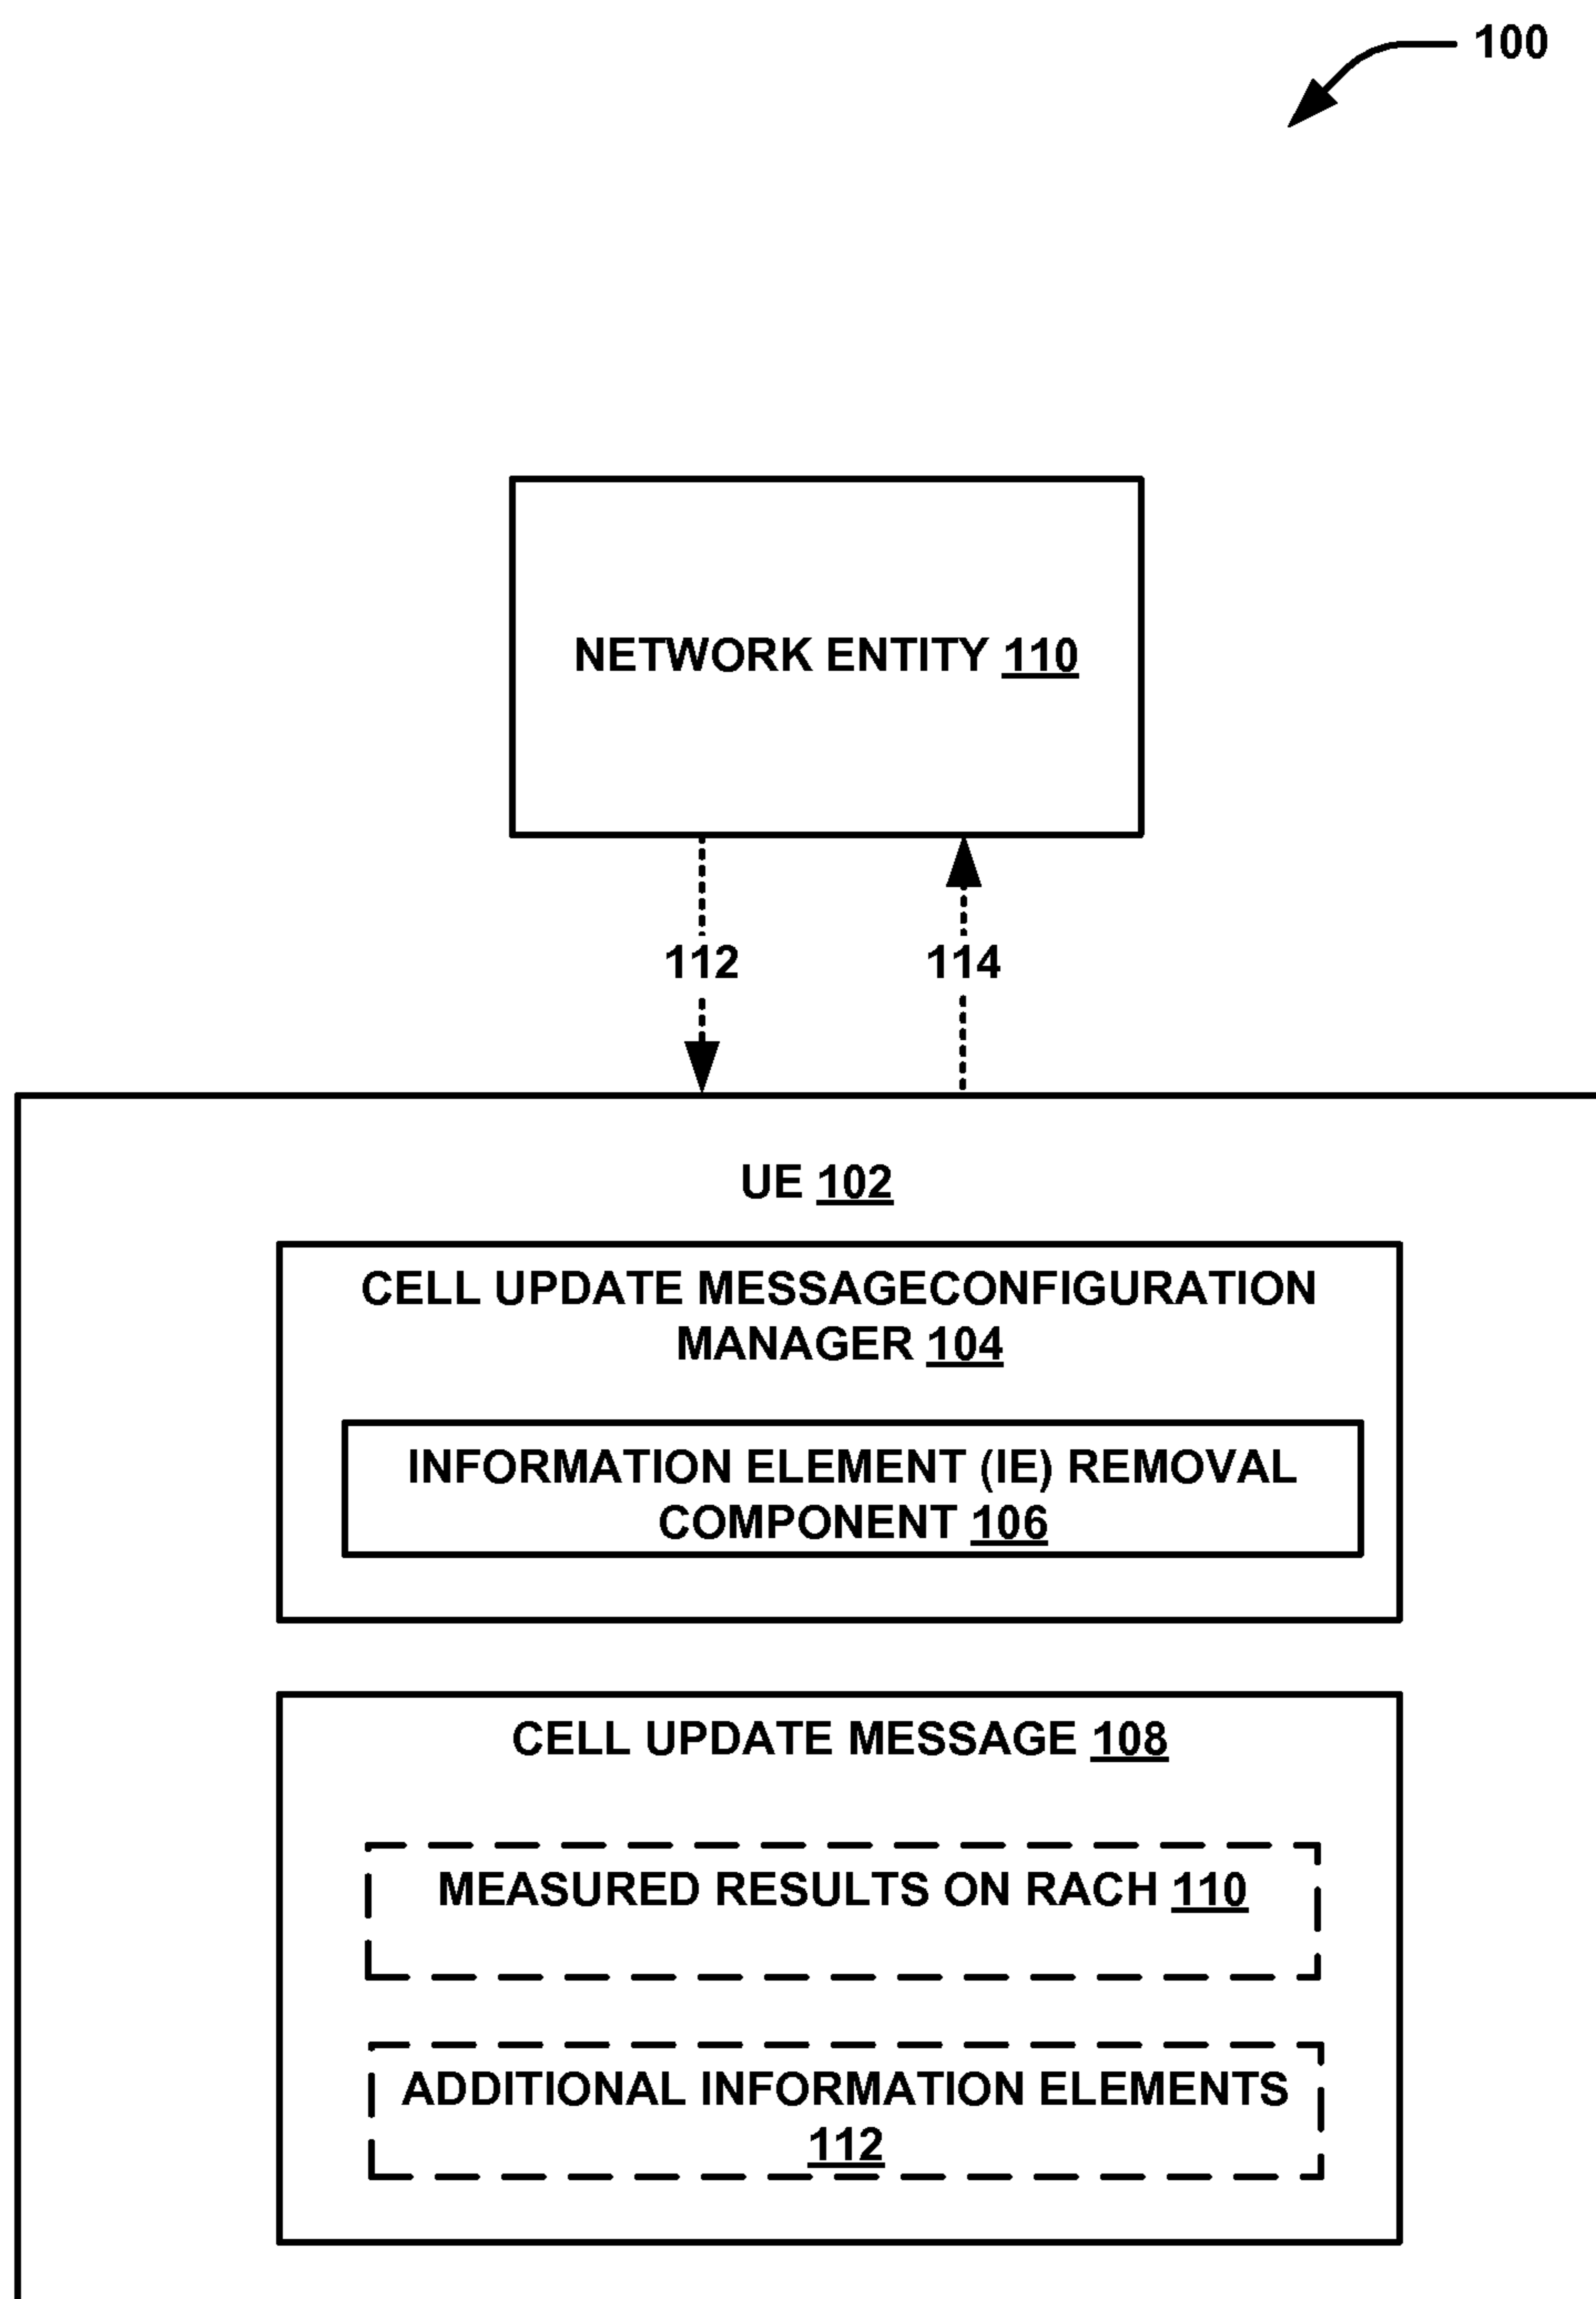 100
NETWORK ENTITY 110
112
114
UE 102
CELL UPDATE MESSAGECONFIGURATION
MANAGER 104
INFORMATION ELEMENT (IE) REMOVAL
COMPONENT 106
CELL UPDATE MESSAGE 108
MEASURED RESULTS ON RACH 110
ADDITIONAL INFORMATION ELEMENTS
112